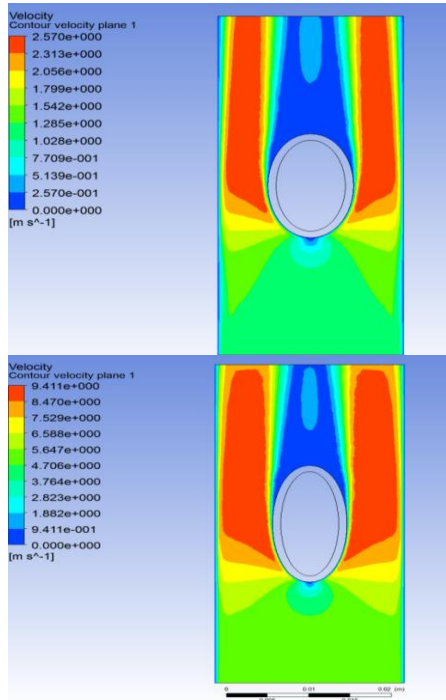 Velocity
Contour velocity plane 1
2.570e+000
2.313e+000
2.056e+000
1.799e+000
1.542e+000
1.285e+000
1.028e+000
7.709e-001
5.139e-001
2.570e-001
0.000e+000
[m s^-1]
Velocity
Contour velocity plane 1
9.411e+000
8.470e+000
7.529e+000
6.588e+000
5.647e+000
4.706e+000
3.764e+000
2.823e+000
1.882e+000
9.411e-001
0.000e+000
[m s^-1]
0 0.01 0.02 (m)